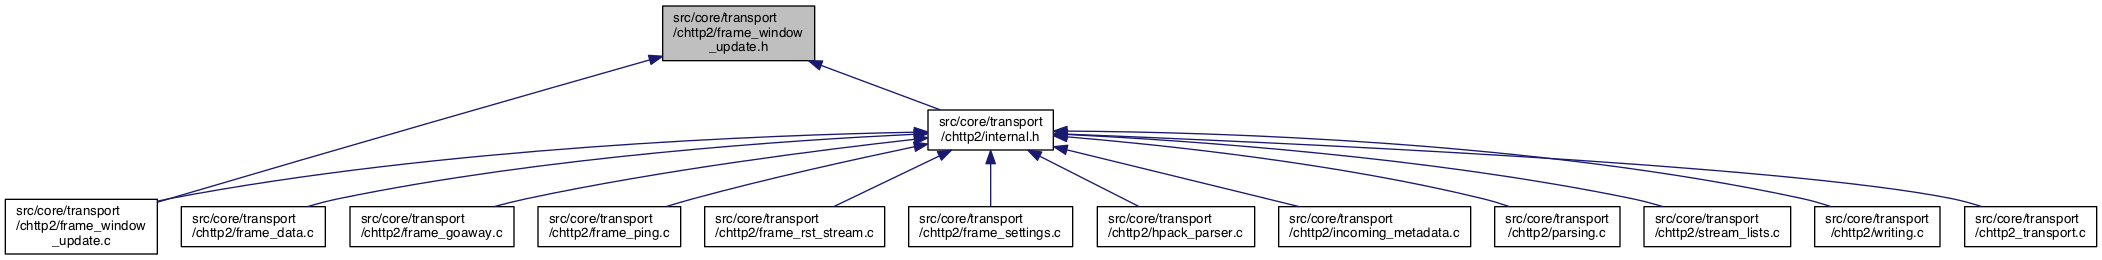 src/core/transport
/chttp2/frame_window
_update.h
src/core/transport
/chttp2/internal.h
src/core/transport
/chttp2/frame_window
_update.c
src/core/transport
/chttp2/frame_data.c
src/core/transport
/chttp2/frame_goaway.c
src/core/transport
/chttp2/frame_ping.c
src/core/transport
/chttp2/frame_rst_stream.c
src/core/transport
/chttp2/frame_settings.c
src/core/transport
/chttp2/hpack_parser.c
src/core/transport
/chttp2/incoming_metadata.c
src/core/transport
/chttp2/parsing.c
src/core/transport
/chttp2/stream_lists.c
src/core/transport
/chttp2/writing.c
src/core/transport
/chttp2_transport.c